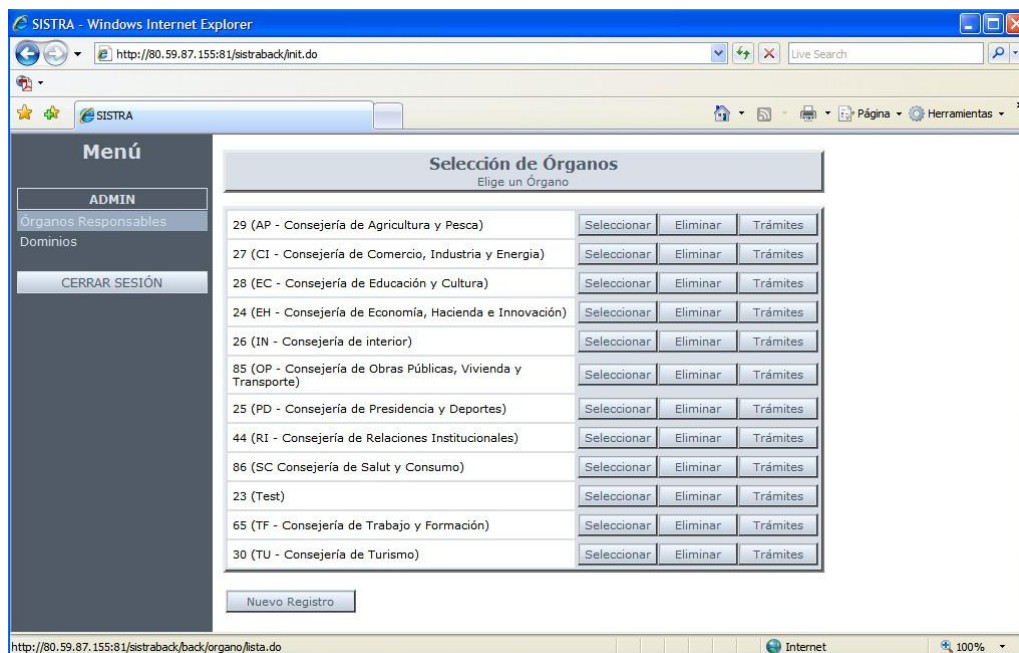 SISTRA - Windows Internet Explorer
http://80.59.87.155:81/sistraback/init.do
Live Search
SISTRA
Página
Herramientas
Menú
ADMIN
Órganos Responsables
Dominios
CERRAR SESIÓN
Selección de Órganos
Elige un Órgano
29 (AP - Consejería de Agricultura y Pesca) Seleccionar Eliminar Trámites
27 (CI - Consejería de Comercio, Industria y Energia) Seleccionar Eliminar Trámites
28 (EC - Consejería de Educación y Cultura) Seleccionar Eliminar Trámites
24 (EH - Consejería de Economía, Hacienda e Innovación) Seleccionar Eliminar Trámites
26 (IN - Consejería de interior) Seleccionar Eliminar Trámites
85 (OP - Consejería de Obras Públicas, Vivienda y
Transporte) Seleccionar Eliminar Trámites
25 (PD - Consejería de Presidencia y Deportes) Seleccionar Eliminar Trámites
44 (RI - Consejería de Relaciones Institucionales) Seleccionar Eliminar Trámites
86 (SC Consejería de Salut y Consumo) Seleccionar Eliminar Trámites
23 (Test) Seleccionar Eliminar Trámites
65 (TF - Consejería de Trabajo y Formación) Seleccionar Eliminar Trámites
30 (TU - Consejería de Turismo) Seleccionar Eliminar Trámites
Nuevo Registro
http://80.59.87.155:81/sistraback/back/organo/lista.do
Internet
100%